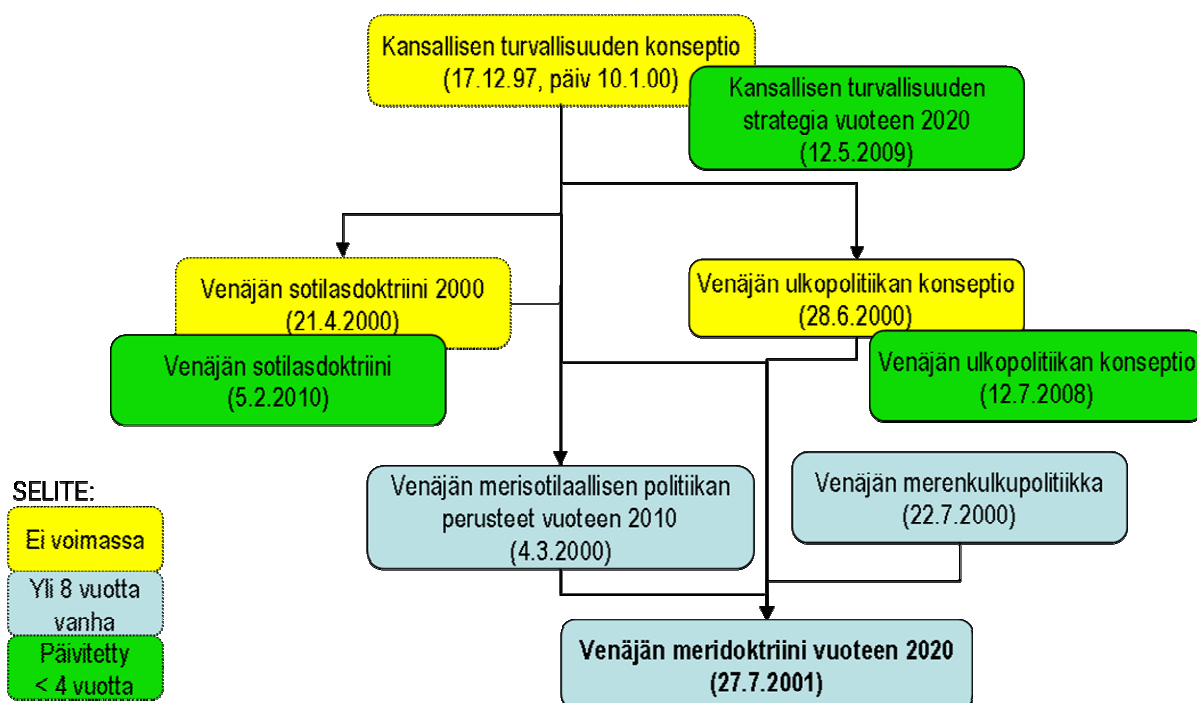 Kansallisen turvallisuuden konseptio
(17.12.97, päiv 10.1.00)
Kansallisen turvallisuuden
strategia vuoteen 2020
(12.5.2009)
Venäjän sotilasdoktriini 2000
(21.4.2000)
Venäjän ulkopolitiikan konseptio
(28.6.2000)
Venäjän sotilasdoktriini
(5.2.2010)
Venäjän ulkopolitiikan konseptio
(12.7.2008)
Venäjän merisotilaallisen politiikan
perusteet vuoteen 2010
(4.3.2000)
Venäjän merenkulkupolitiikka
(22.7.2000)
SELITE:
Ei voimassa
Yli 8 vuotta
vanha
Päivitetty
< 4 vuotta
Venäjän meridoktriini vuoteen 2020
(27.7.2001)